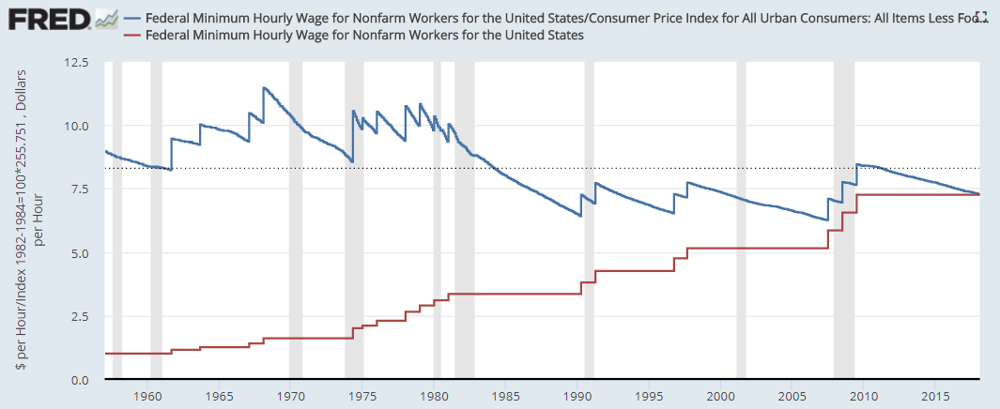 FRED
Federal Minimum Hourly Wage for Nonfarm Workers for the United States/Consumer Price Index for All Urban Consumers: All Items Less Foo...
Federal Minimum Hourly Wage for Nonfarm Workers for the United States
$ per Hour/Index 1982-1984=100*255.751 , Dollars
per Hour
12.5
10.0
7.5
5.0
2.5
0.0
1960 1965 1970 1975 1980 1985 1990 1995 2000 2005 2010 2015